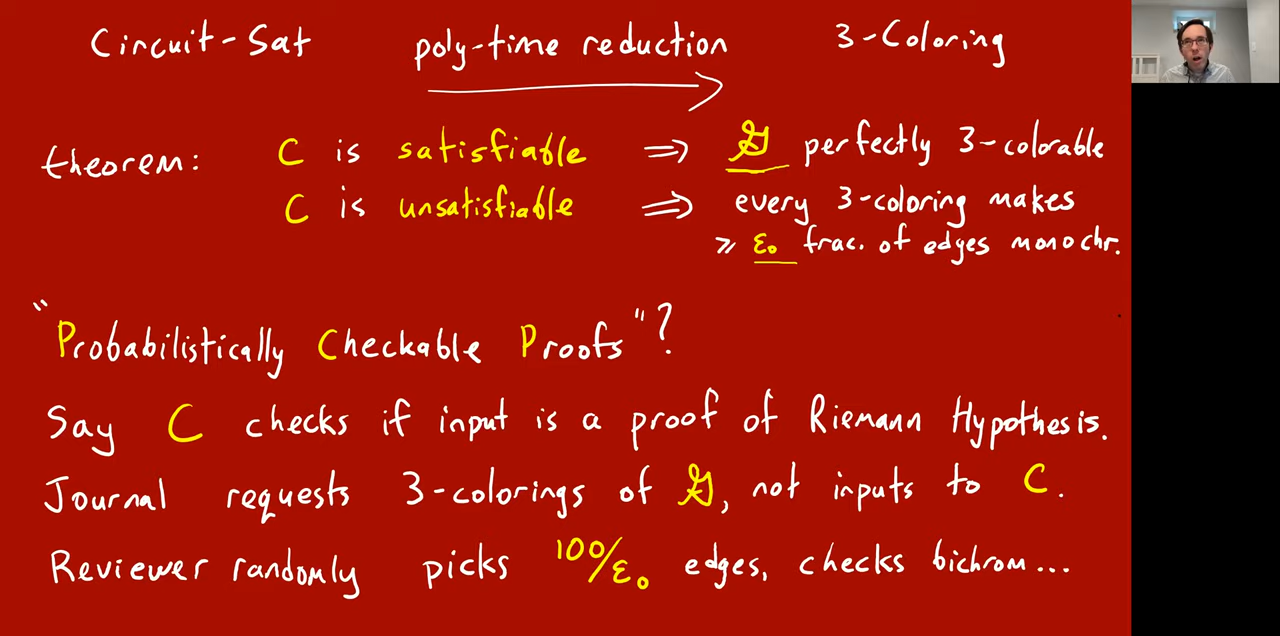 Circuit-Sat poly-time reduction 3-Coloring
theorem: C is satisfiable ⇒ 𝒢 perfectly 3-colorable
C is unsatisfiable ⇒ every 3-coloring makes
≥ ε₀ frac. of edges monochr.
"Probabilistically Checkable Proofs"?
Say C checks if input is a proof of Riemann Hypothesis.
Journal requests 3-colorings of 𝒢, not inputs to C.
Reviewer randomly picks 100/ε₀ edges, checks bichrom...